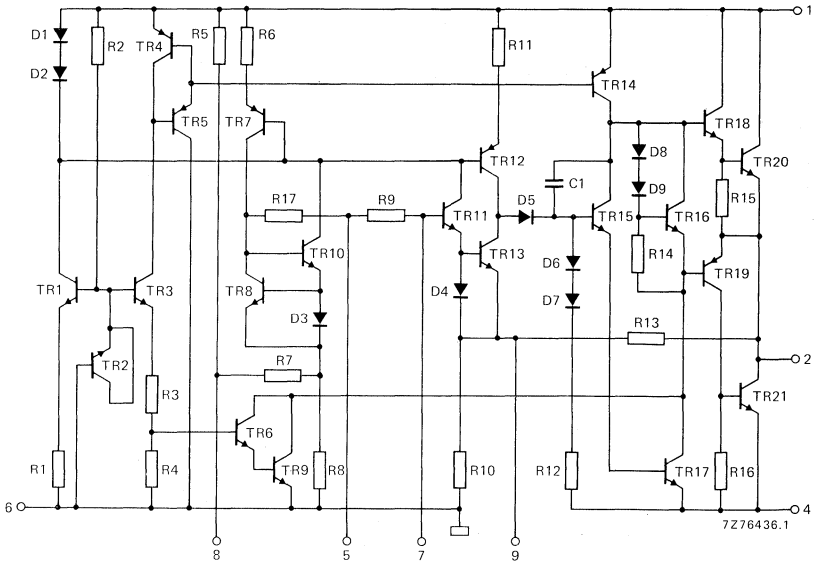 1
D1
R2
TR4
R5
R6
R11
D2
TR14
TR5
TR7
TR18
TR12
D8
TR20
C1
D9
R15
R17
R9
TR11
D5
TR15
TR16
TR10
TR13
D6
R14
TR19
TR1
TR3
TR8
D4
D7
D3
R13
TR2
R7
2
R3
TR21
TR6
R1
R4
TR9
R8
R10
R12
TR17
R16
6
4
7Z76436.1
8
5
7
9